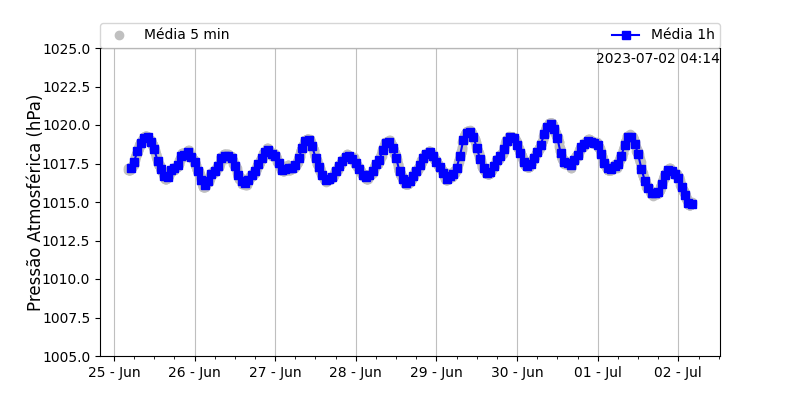 Média 5 min
Média 1h
2023-07-02 04:14
Pressão Atmosférica (hPa)
1025.0
1022.5
1020.0
1017.5
1015.0
1012.5
1010.0
1007.5
1005.0
25 - Jun
26 - Jun
27 - Jun
28 - Jun
29 - Jun
30 - Jun
01 - Jul
02 - Jul